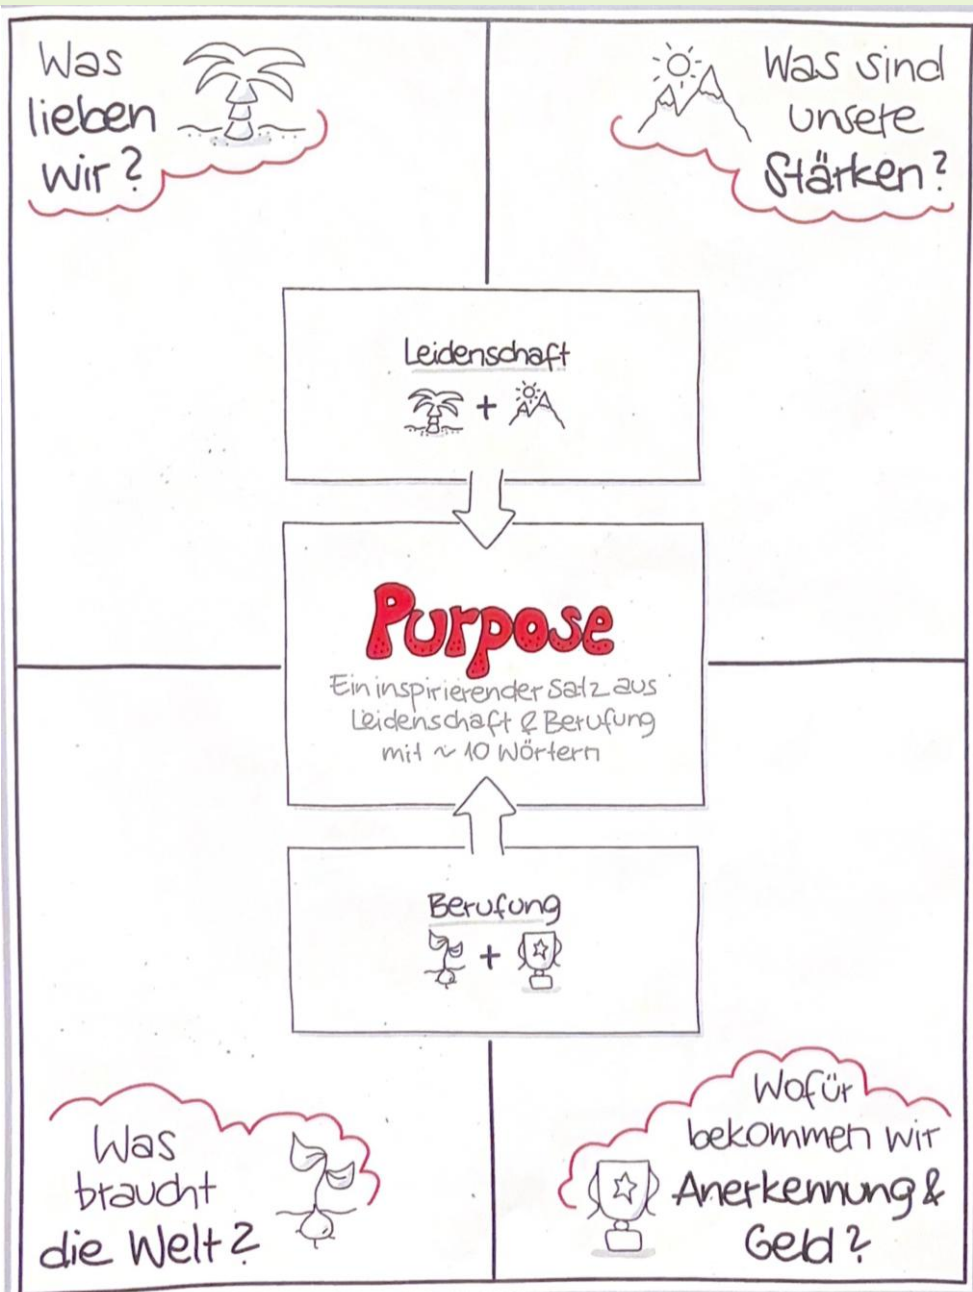 Was
lieben
wir?
Was sind
unsere
Stärken?
Leidenschaft
+
Purpose
Ein inspirierender Satz aus
Leidenschaft & Berufung
mit ~ 10 Wörtern
Berufung
+
Was
braucht
die Welt?
Wofür
bekommen wir
Anerkennung &
Geld?